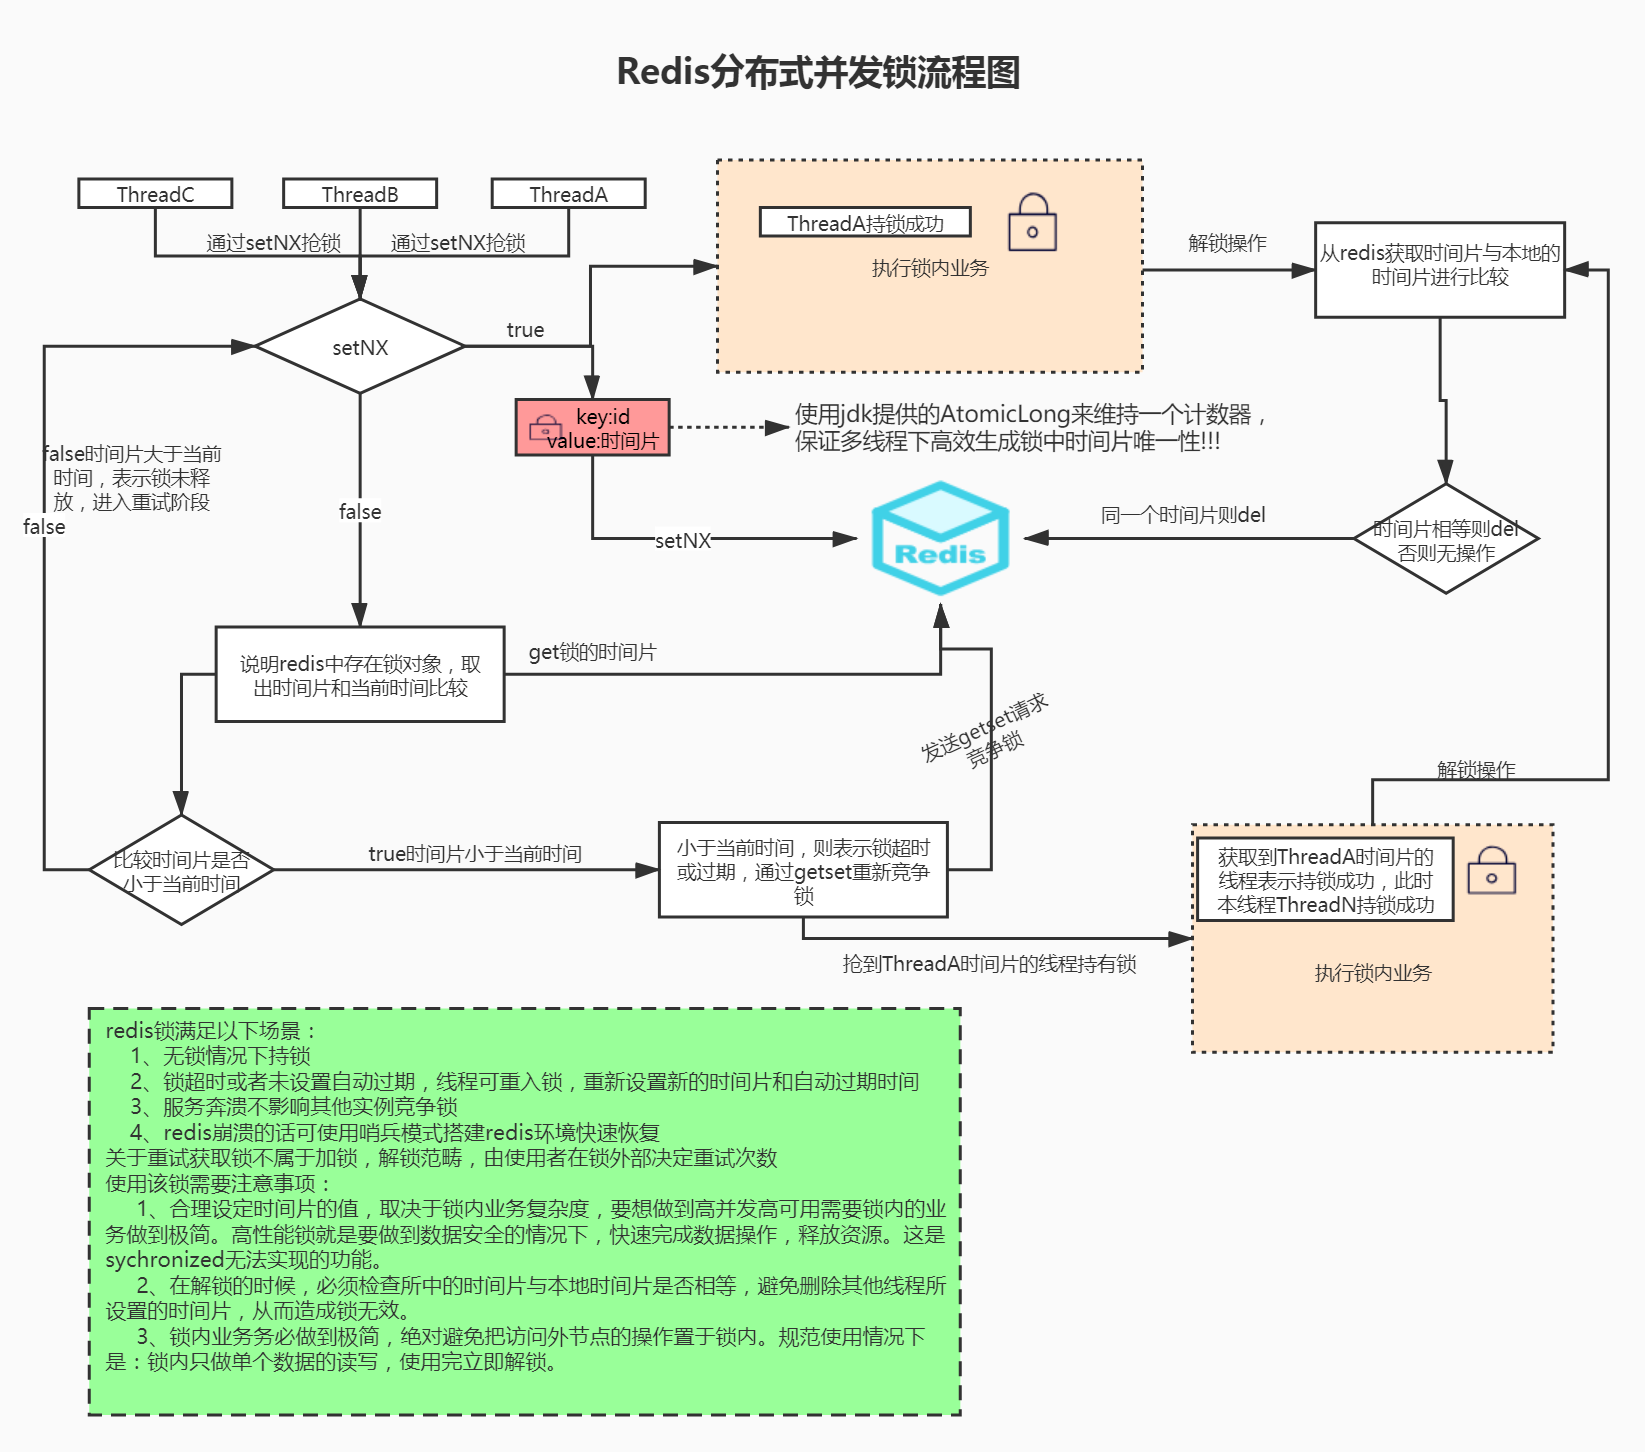 Redis分布式并发锁流程图
ThreadC
ThreadB
ThreadA
通过setNX抢锁
通过setNX抢锁
setNX
true
ThreadA持锁成功
执行锁内业务
解锁操作
从redis获取时间片与本地的
时间片进行比较
key:id
value:时间片
使用jdk提供的AtomicLong来维持一个计数器，
保证多线程下高效生成锁中时间片唯一性!!!
false时间片大于当前
时间，表示锁未释
放，进入重试阶段
false
false
setNX
Redis
同一个时间片则del
时间片相等则del
否则无操作
说明redis中存在锁对象，取
出时间片和当前时间比较
get锁的时间片
发送getset请求
竞争锁
解锁操作
比较时间片是否
小于当前时间
true时间片小于当前时间
小于当前时间，则表示锁超时
或过期，通过getset重新竞争
锁
获取到ThreadA时间片的
线程表示持锁成功，此时
本线程ThreadN持锁成功
执行锁内业务
抢到ThreadA时间片的线程持有锁
redis锁满足以下场景：
1、无锁情况下持锁
2、锁超时或者未设置自动过期，线程可重入锁，重新设置新的时间片和自动过期时间
3、服务奔溃不影响其他实例竞争锁
4、redis崩溃的话可使用哨兵模式搭建redis环境快速恢复
关于重试获取锁不属于加锁，解锁范畴，由使用者在锁外部决定重试次数
使用该锁需要注意事项：
1、合理设定时间片的值，取决于锁内业务复杂度，要想做到高并发高可用需要锁内的业
务做到极简。高性能锁就是要做到数据安全的情况下，快速完成数据操作，释放资源。这是
sychronized无法实现的功能。
2、在解锁的时候，必须检查所中的时间片与本地时间片是否相等，避免删除其他线程所
设置的时间片，从而造成锁无效。
3、锁内业务务必做到极简，绝对避免把访问外节点的操作置于锁内。规范使用情况下
是：锁内只做单个数据的读写，使用完立即解锁。